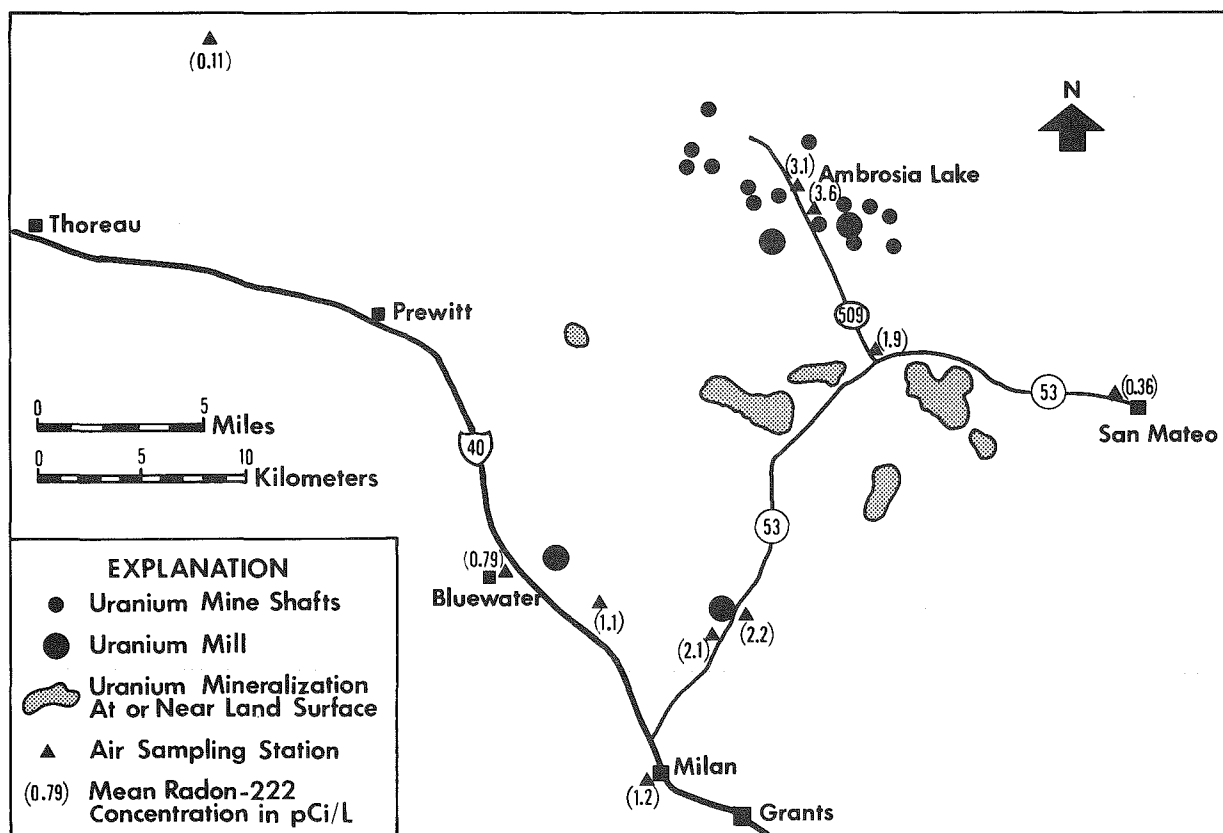 (0.11)
N
(3.1)
Ambrosia Lake
(3.6)
Thoreau
Prewitt
509
(1.9)
53
(0.36)
San Mateo
0 5
Miles
0 5 10
Kilometers
40
53
(0.79)
Bluewater
(1.1)
(2.1)
(2.2)
Milan
(1.2)
Grants
EXPLANATION
Uranium Mine Shafts
Uranium Mill
Uranium Mineralization
At or Near Land Surface
Air Sampling Station
(0.79) Mean Radon-222
Concentration in pCi/L